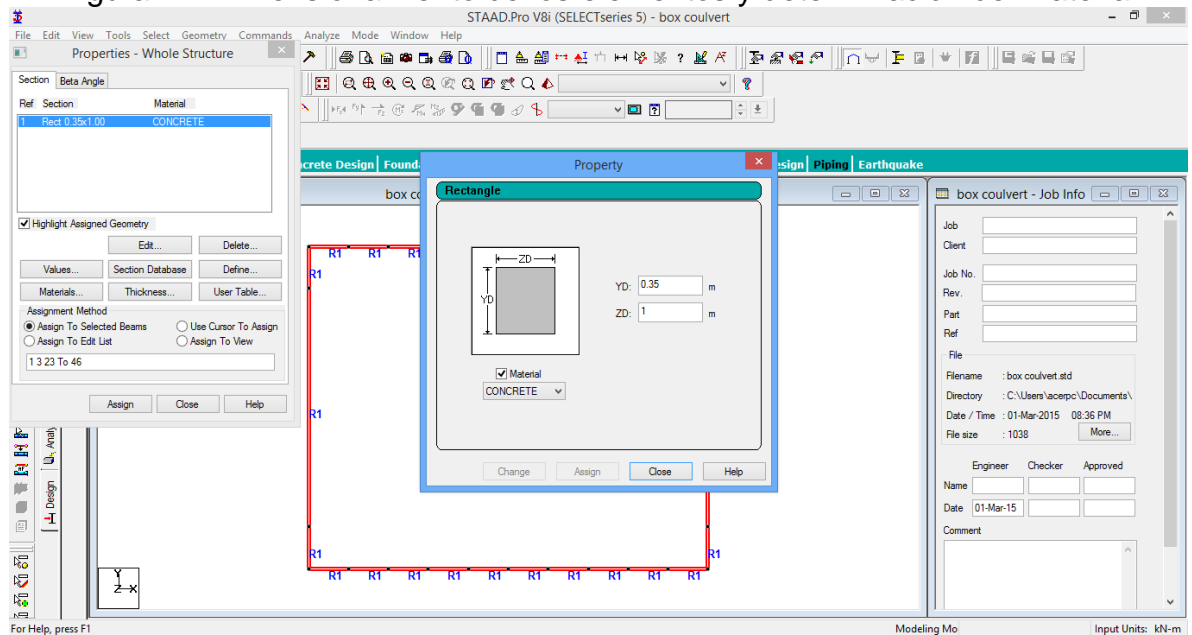 STAAD.Pro V8i (SELECTseries 5) - box coulvert
File Edit View Tools Select Geometry Commands Analyze Mode Window Help
Properties - Whole Structure
Section Beta Angle
Ref Section Material
1 Rect 0.35x1.00 CONCRETE
Highlight Assigned Geometry
Edit... Delete...
Values... Section Database Define...
Materials... Thickness... User Table...
Assignment Method
Assign To Selected Beams Use Cursor To Assign
Assign To Edit List Assign To View
1 3 23 To 46
Assign Close Help
Design
Piping Earthquake
Property
Rectangle
ZD
YD
YD: 0.35 m
ZD: 1 m
Material
CONCRETE
Change Assign Close Help
R1 R1 R1
R1
R1
R1 R1
R1 R1 R1 R1 R1 R1 R1 R1 R1 R1
Y
Z X
box coulvert - Job Info
Job
Client
Job No.
Rev.
Part
Ref
File
Filename : box coulvert.std
Directory : C:\Users\acerpc\Documents\
Date / Time : 01-Mar-2015 08:36 PM
File size : 1038 More...
Engineer Checker Approved
Name
Date 01-Mar-15
Comment
For Help, press F1 Modeling Mo Input Units: kN-m